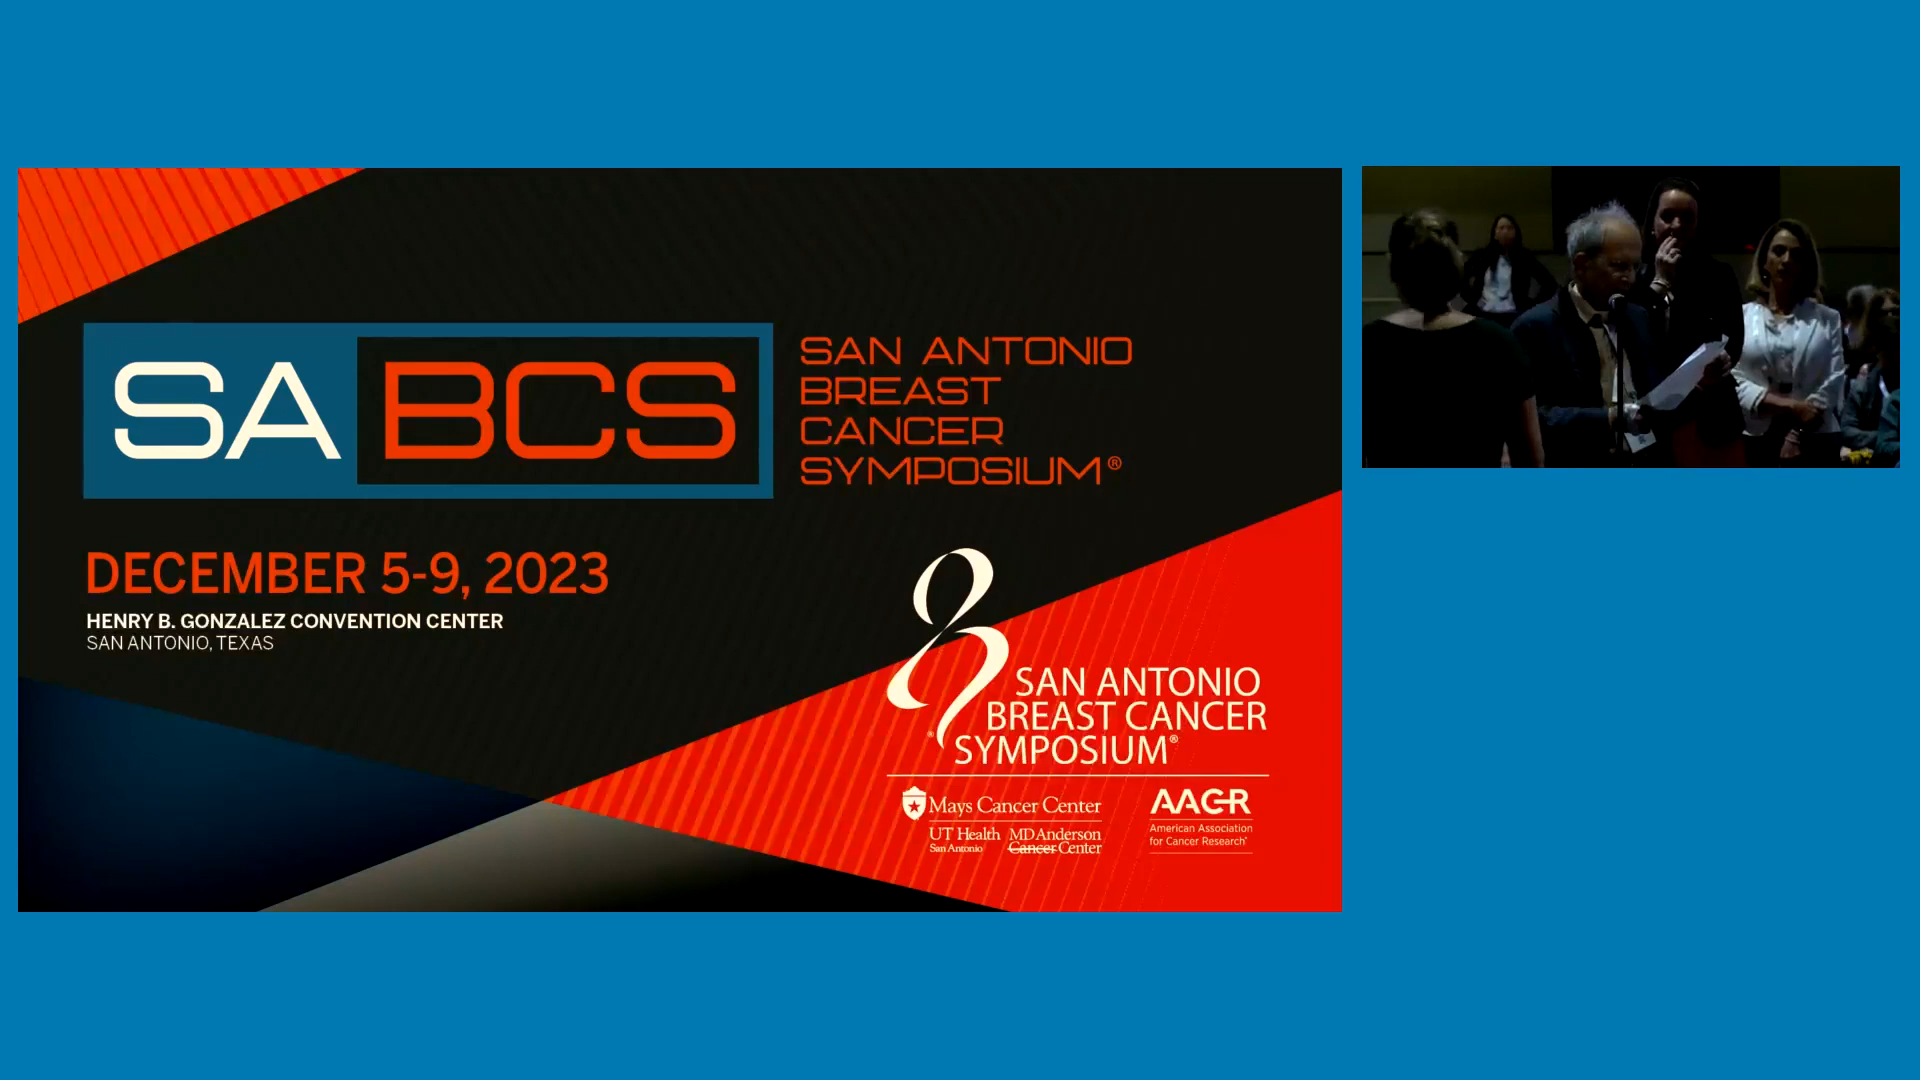 SA BCS
SAN ANTONIO
BREAST
CANCER
SYMPOSIUM®
DECEMBER 5-9, 2023
HENRY B. GONZALEZ CONVENTION CENTER
SAN ANTONIO, TEXAS
SAN ANTONIO
BREAST CANCER
® SYMPOSIUM®
Mays Cancer Center
UT Health
San Antonio
MD Anderson
Cancer Center
AACR
American Association
for Cancer Research®